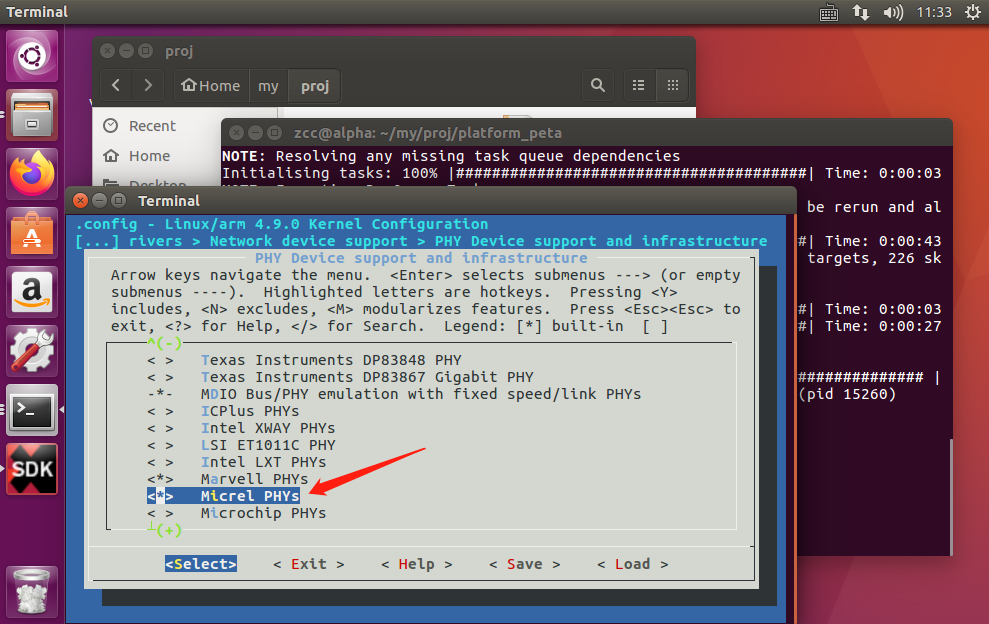 Terminal
11:33
proj
Home my proj
Recent
Home
Desktop
zcc@alpha: ~/my/proj/platform_peta
NOTE: Resolving any missing task queue dependencies
Initialising tasks: 100% |#######################################| Time: 0:00:03
be rerun and al
#| Time: 0:00:43
targets, 226 sk
#| Time: 0:00:03
#| Time: 0:00:27
############## |
(pid 15260)
Terminal
.config - Linux/arm 4.9.0 Kernel Configuration
[...] rivers > Network device support > PHY Device support and infrastructure
PHY Device support and infrastructure
Arrow keys navigate the menu. <Enter> selects submenus ---> (or empty
submenus ----). Highlighted letters are hotkeys. Pressing <Y>
includes, <N> excludes, <M> modularizes features. Press <Esc><Esc> to
exit, <?> for Help, </> for Search. Legend: [*] built-in [ ]
^(-)
< > Texas Instruments DP83848 PHY
< > Texas Instruments DP83867 Gigabit PHY
-*- MDIO Bus/PHY emulation with fixed speed/link PHYs
< > ICPlus PHYs
< > Intel XWAY PHYs
< > LSI ET1011C PHY
< > Intel LXT PHYs
<*> Marvell PHYs
<*> Micrel PHYs
< > Microchip PHYs
(+)
<Select> < Exit > < Help > < Save > < Load >
a
>_
SDK